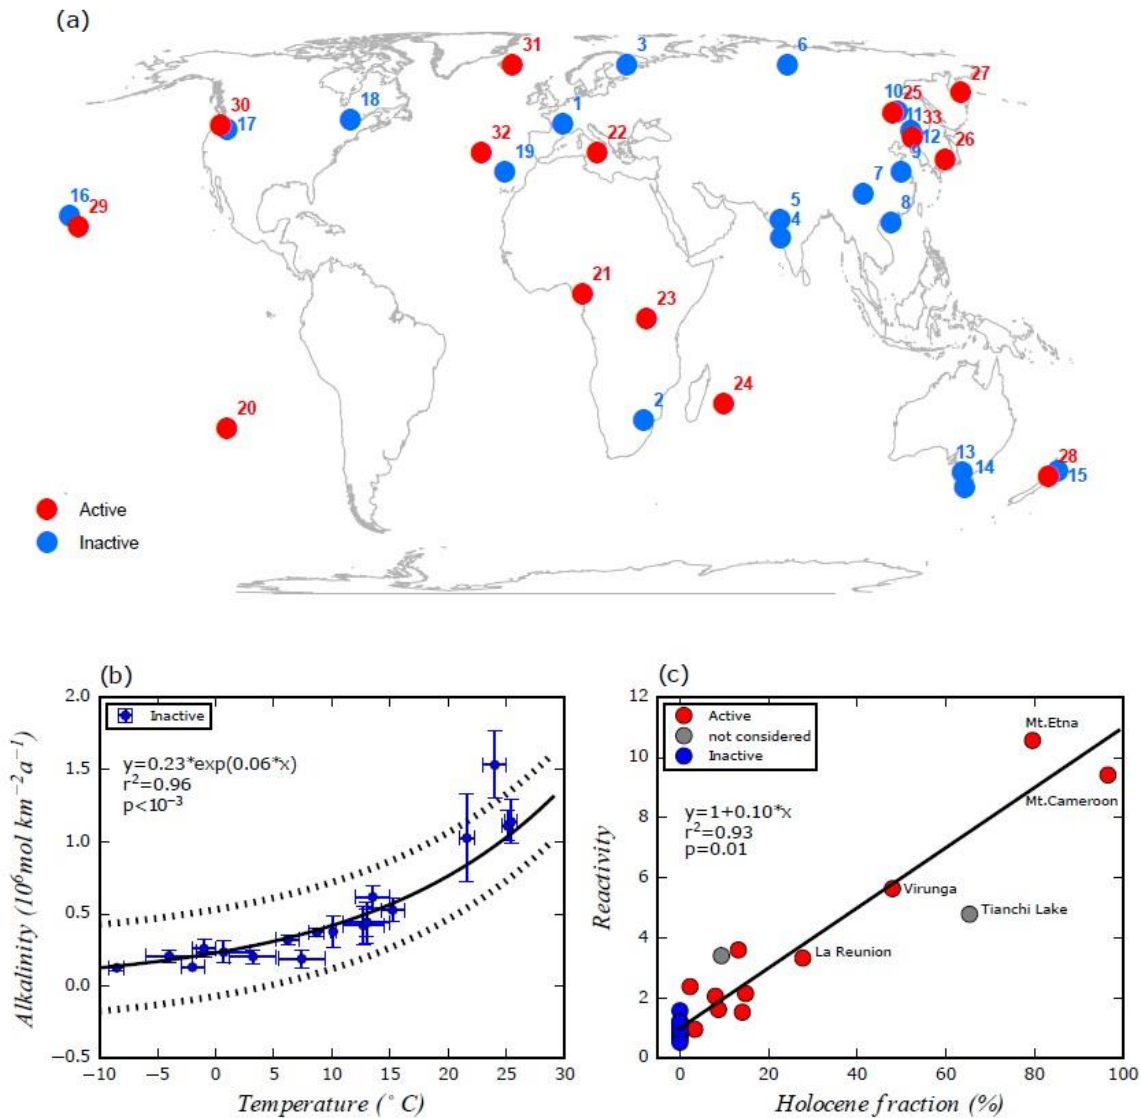 (a)
31
3
6
27
30
17
18
1
10
25
11
33
12
32
19
22
26
9
16
29
7
5
4
8
21
23
20
2
24
13
14
28
15
Active
Inactive
(b)
2.0
1.5
1.0
0.5
0.0
−0.5
Alkalinity (10⁶mol km⁻²a⁻¹)
Inactive
y=0.23*exp(0.06*x)
r²=0.96
p<10⁻³
−10 −5 0 5 10 15 20 25 30
Temperature (°C)
(c)
12
10
8
6
4
2
0
Reactivity
Active
not considered
Inactive
y=1+0.10*x
r²=0.93
p=0.01
Mt.Etna
Mt.Cameroon
Virunga
Tianchi Lake
La Reunion
0 20 40 60 80 100
Holocene fraction (%)